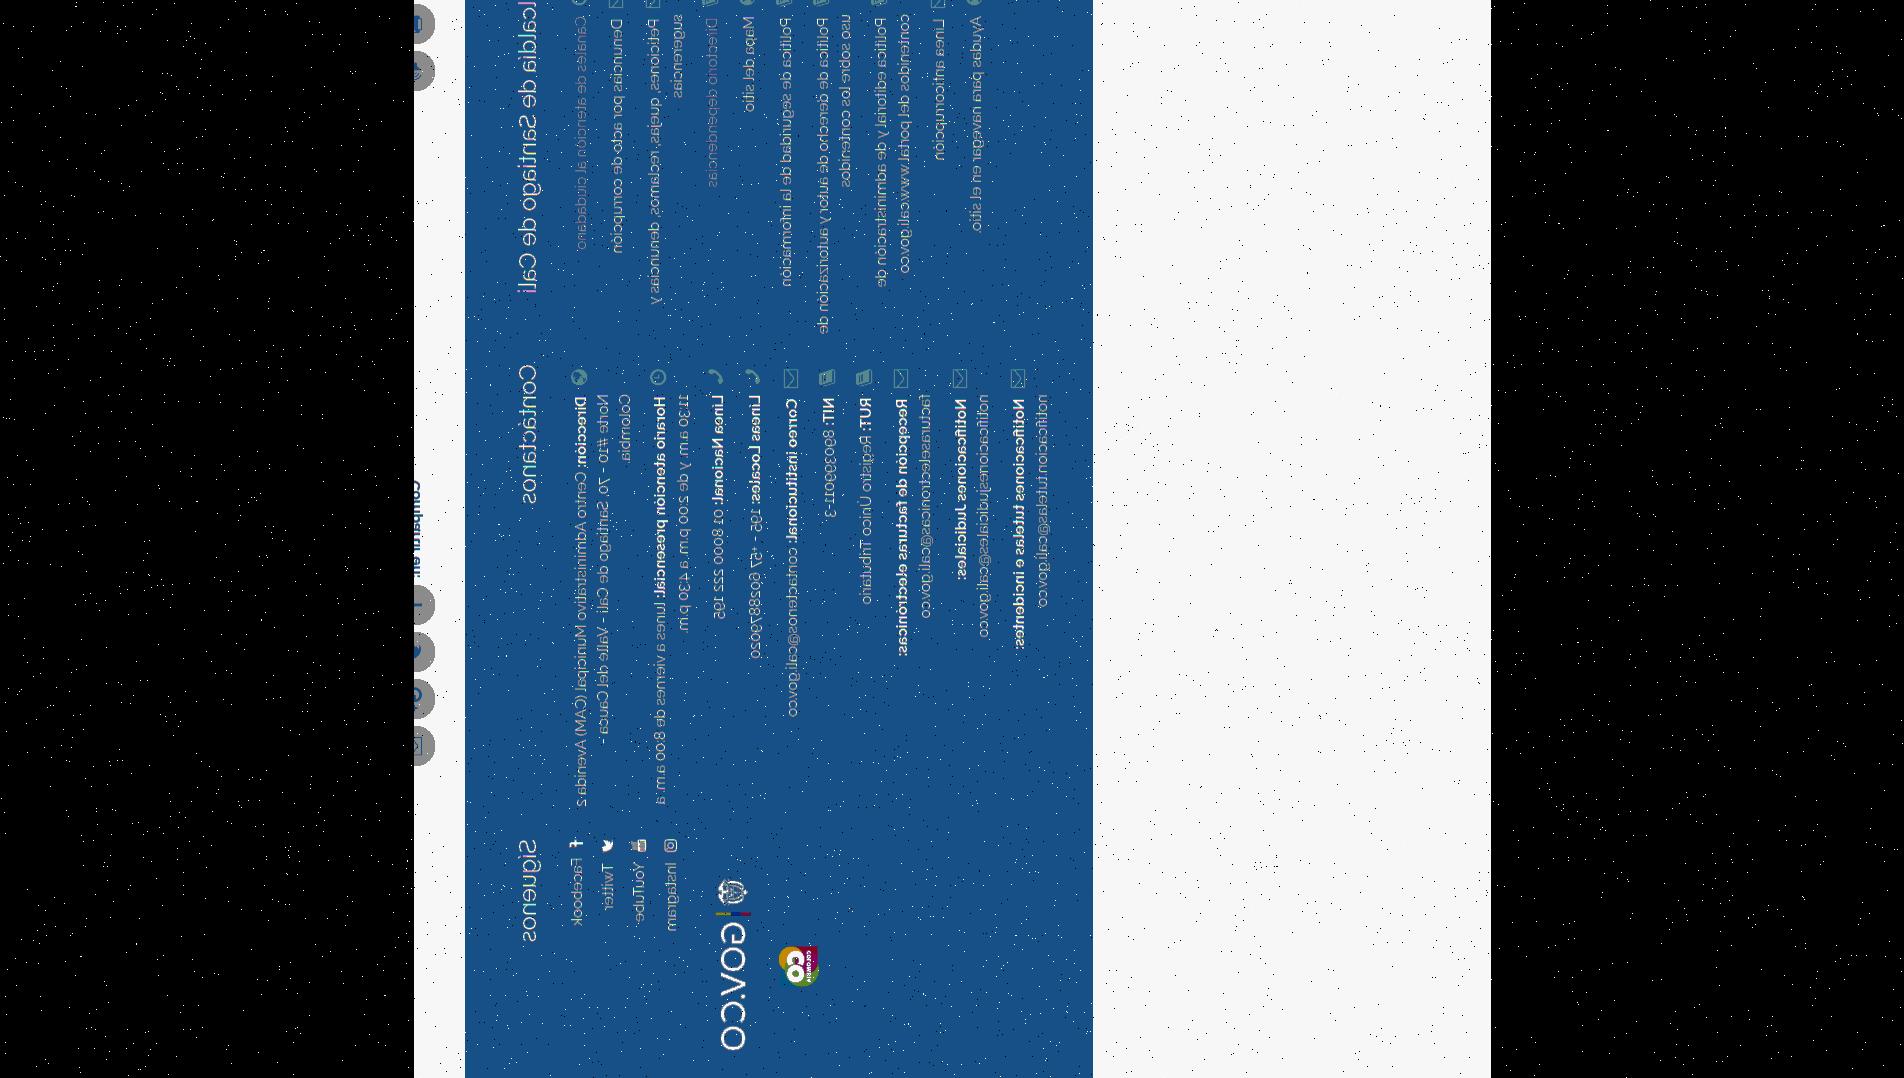 lcaldía de Santiago de Cali
Canales de atención al ciudadano
Denuncias por actos de corrupción
Peticiones, quejas, reclamos, denuncias y
sugerencias
Directorio de dependencias
Mapa del sitio
Política de seguridad de la información
Política de derechos de autor y autorización de
uso sobre los contenidos
Política editorial y de administración de
contenidos del portal www.cali.gov.co
Línea anticorrupción
Ayudas para navegar en el sitio
Contáctanos
Dirección: Centro Administrativo Municipal (CAM) Avenida 2
Norte #10 - 70. Santiago de Cali - Valle del Cauca -
Colombia.
Horario atención presencial: lunes a viernes de 8:00 a.m. a
11:30 a.m. y de 2:00 p.m. a 4:30 p.m.
Línea Nacional: 01 8000 222 195
Líneas Locales: 195 - +576028879020
Correo institucional: contactenos@cali.gov.co
NIT: 890399011-3
RUT: Registro Único Tributario
Recepción de facturas electrónicas:
facturaselectronicas@cali.gov.co
Notificaciones Judiciales:
notificacionesjudiciales@cali.gov.co
Notificaciones tutelas e incidentes:
notificaciontutelas@cali.gov.co
Síguenos
Facebook
Twitter
YouTube
Instagram
GOV.CO
CO
COLOMBIA